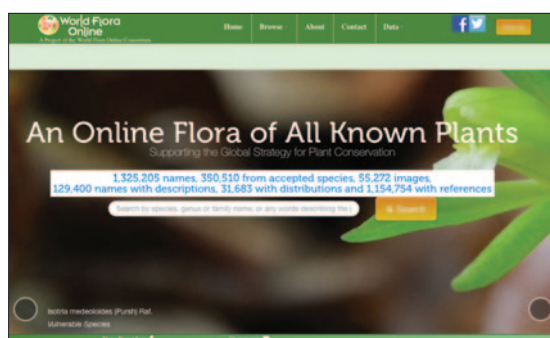 World Flora
Online
A Project of the World Flora Online Consortium
Home Browse About Contact Data
An Online Flora of All Known Plants
Supporting the Global Strategy for Plant Conservation
1,325,205 names, 350,510 from accepted species, 55,272 images,
129,400 names with descriptions, 31,683 with distributions and 1,154,754 with references
Search by species, genus or family name, or any words describing the
Search
Isotria medeoloides (Pursh) Raf.
Vulnerable Species